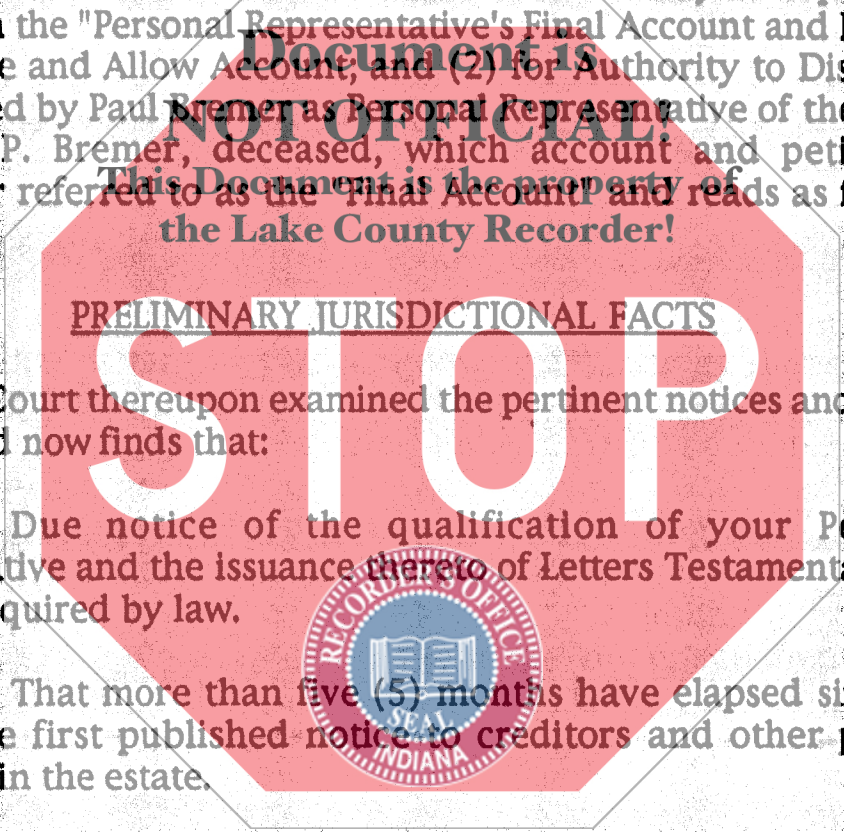 the "Personal Representative's Final Account and
and Allow Account, and (2) for Authority to Dis
d by Paul Bremer as Personal Representative of the
P. Bremer, deceased, which account and peti
referred to as the "Final Account" and reads as
Document is
NOT OFFICIAL!
This Document is the property of
the Lake County Recorder!
PRELIMINARY JURISDICTIONAL FACTS
STOP
ourt thereupon examined the pertinent notices and
now finds that:
Due notice of the qualification of your P
tive and the issuance thereto of Letters Testament
quired by law.
That more than five (5) months have elapsed si
first published notice to creditors and other
in the estate.
RECORDER'S OFFICE
SEAL
INDIANA